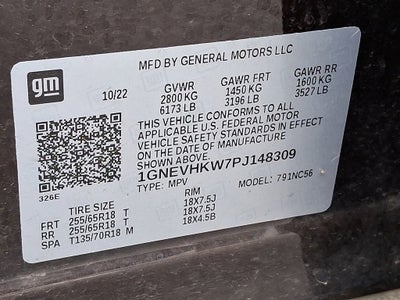 MFD BY GENERAL MOTORS LLC
gm
10/22 GVWR GAWR FRT GAWR RR
2800 KG 1450 KG 1600 KG
6173 LB 3196 LB 3527 LB
THIS VEHICLE CONFORMS TO ALL
APPLICABLE U.S. FEDERAL MOTOR
VEHICLE SAFETY STANDARDS IN EFFECT
ON THE DATE OF MANUFACTURE
SHOWN ABOVE.
1GNEVHKW7PJ148309
TYPE: MPV MODEL: 791NC56
326E
TIRE SIZE RIM
FRT 255/65R18 T 18X7.5J
RR 255/65R18 T 18X7.5J
SPA T135/70R18 M 18X4.5B